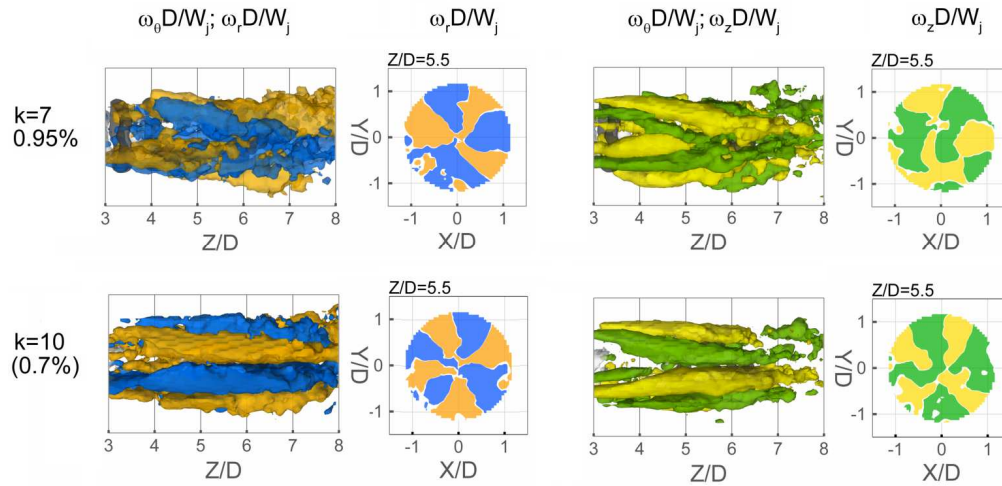 ωθD/Wj; ωrD/Wj
ωrD/Wj
ωθD/Wj; ωzD/Wj
ωzD/Wj
k=7
0.95%
3 4 5 6 7 8
Z/D
Z/D=5.5
1
0
-1
Y/D
-1 0 1
X/D
3 4 5 6 7 8
Z/D
Z/D=5.5
1
0
-1
Y/D
-1 0 1
X/D
k=10
(0.7%)
3 4 5 6 7 8
Z/D
Z/D=5.5
1
0
-1
Y/D
-1 0 1
X/D
3 4 5 6 7 8
Z/D
Z/D=5.5
1
0
-1
Y/D
-1 0 1
X/D